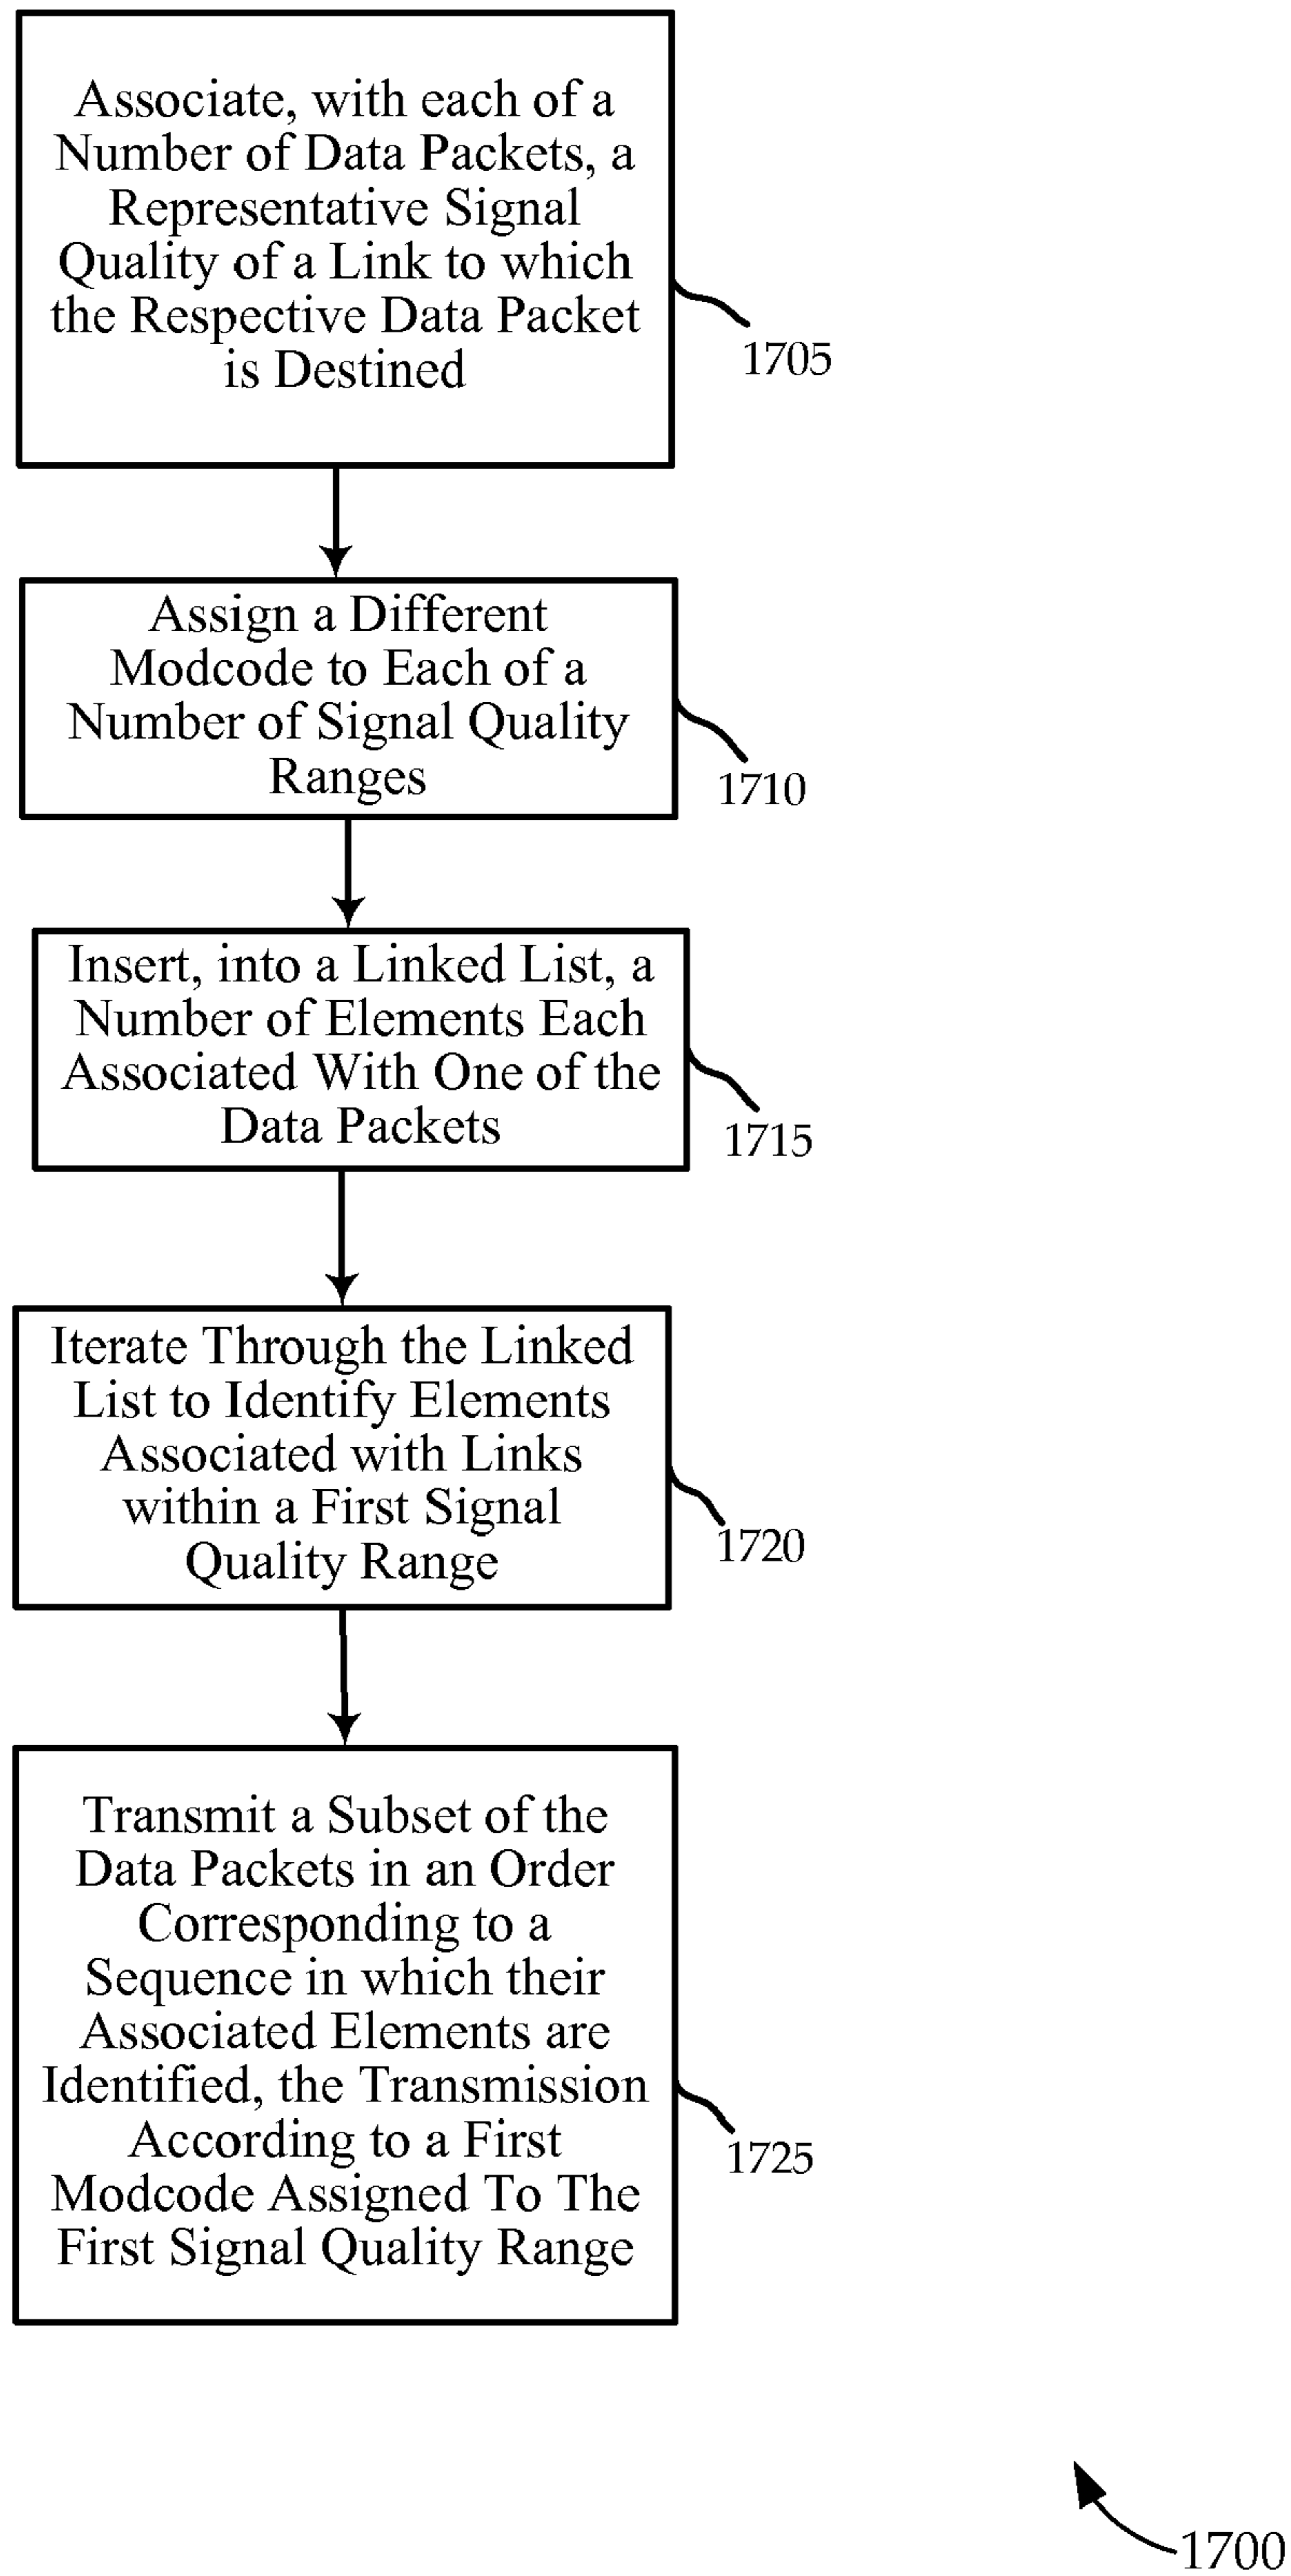 Associate, with each of a
Number of Data Packets, a
Representative Signal
Quality of a Link to which
the Respective Data Packet
is Destined
1705
Assign a Different
Modcode to Each of a
Number of Signal Quality
Ranges
1710
Insert, into a Linked List, a
Number of Elements Each
Associated With One of the
Data Packets
1715
Iterate Through the Linked
List to Identify Elements
Associated with Links
within a First Signal
Quality Range
1720
Transmit a Subset of the
Data Packets in an Order
Corresponding to a
Sequence in which their
Associated Elements are
Identified, the Transmission
According to a First
Modcode Assigned To The
First Signal Quality Range
1725
1700